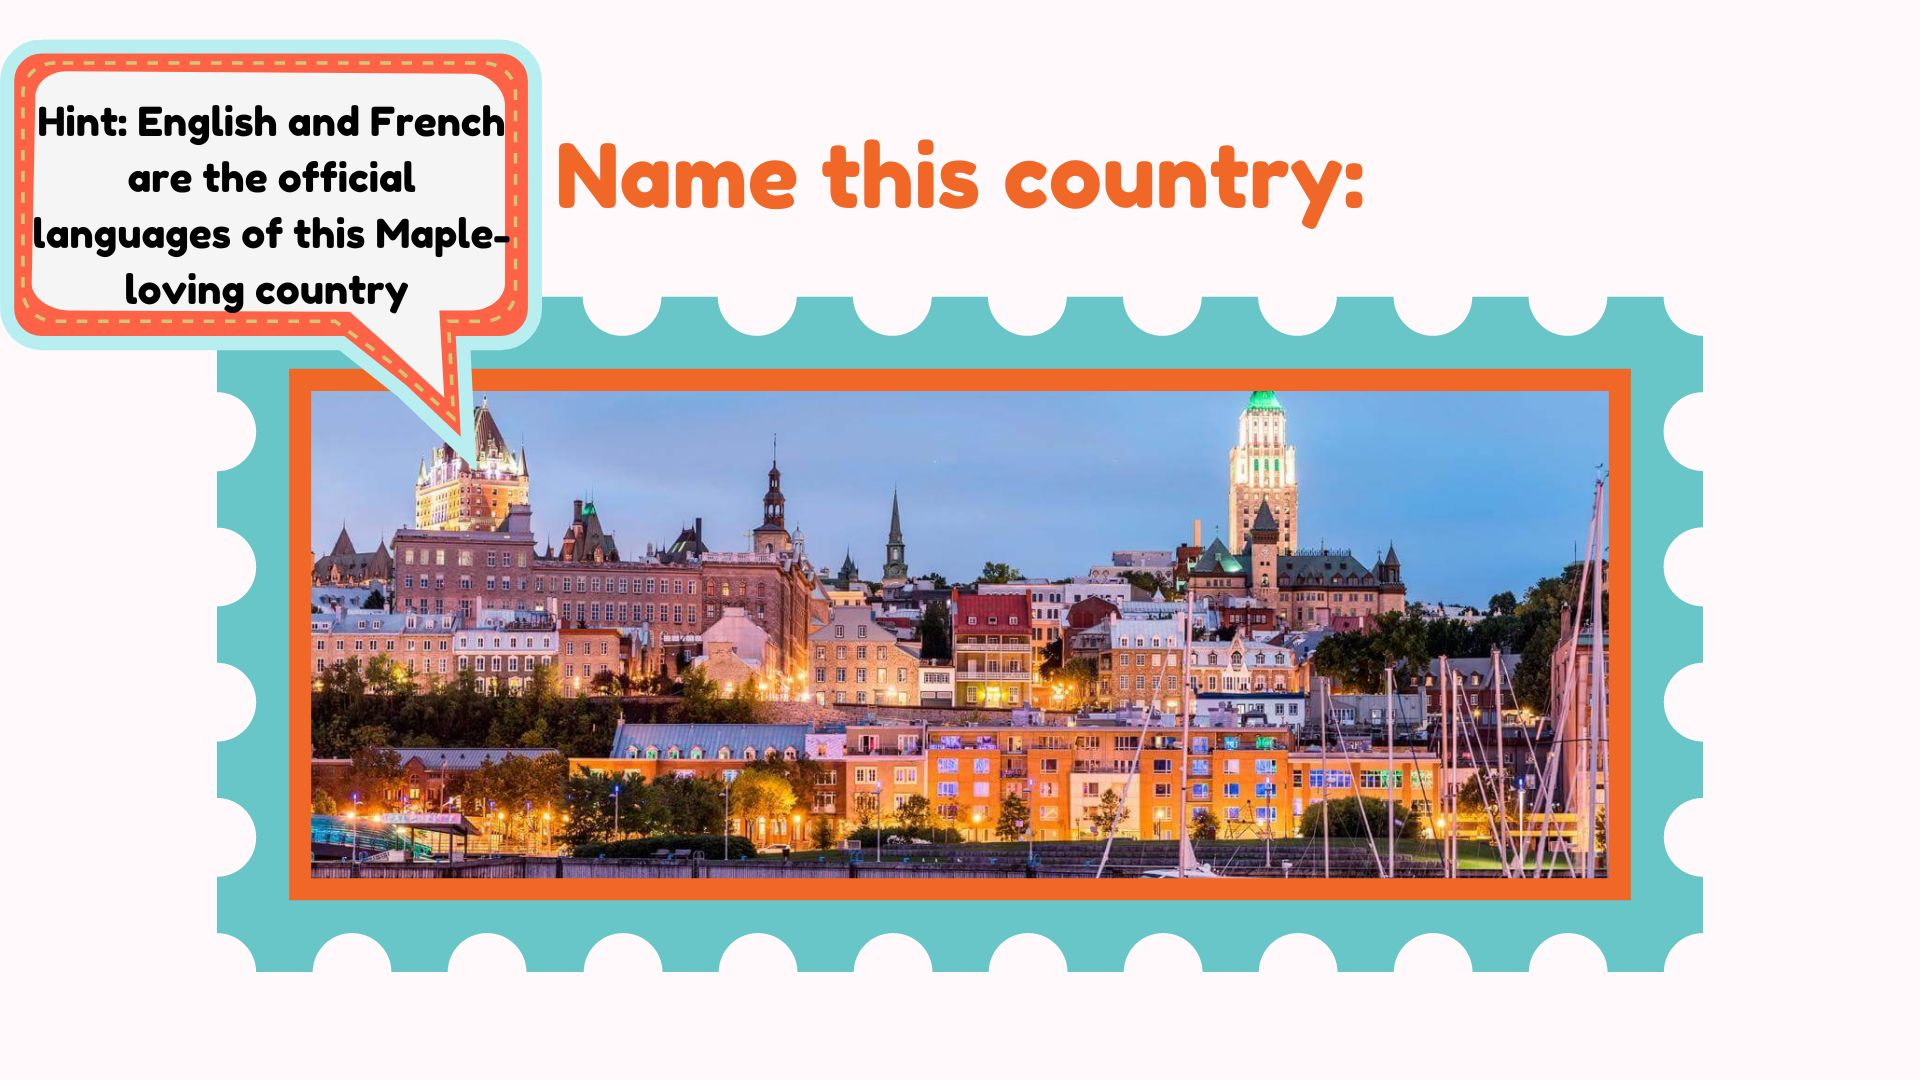 Hint: English and French
are the official
languages of this Maple-
loving country
Name this country: